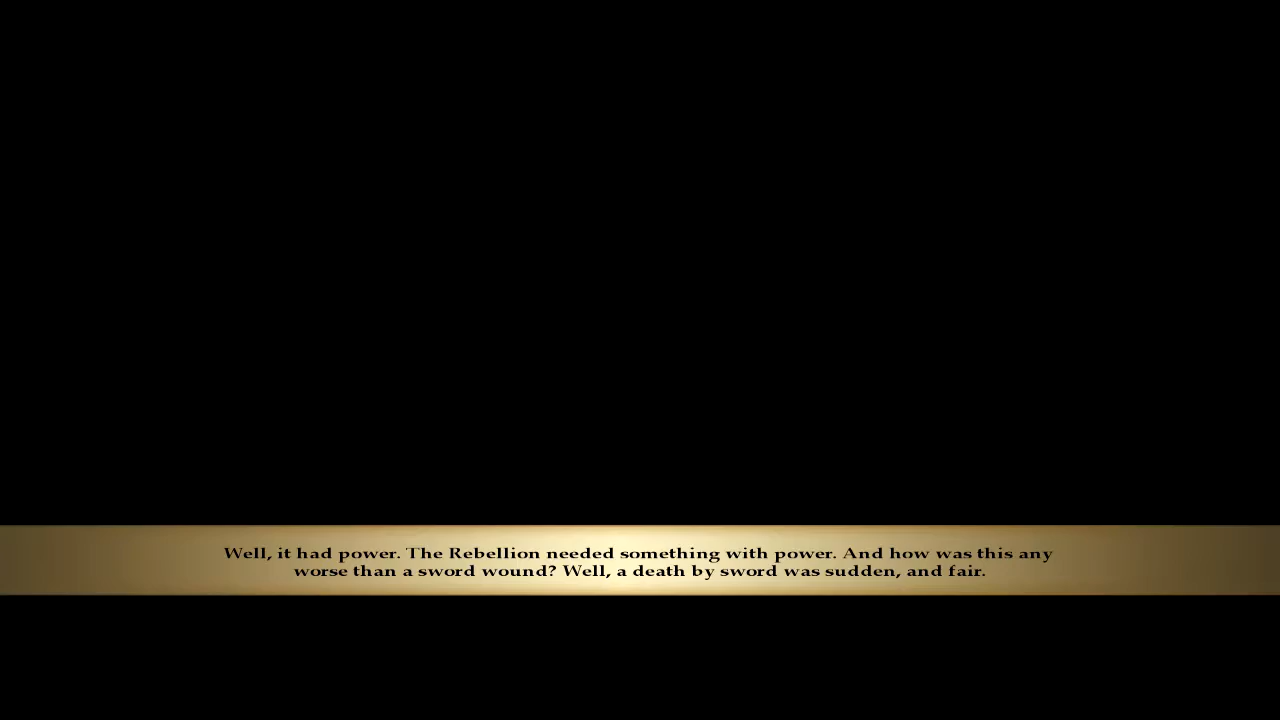 Well, it had power. The Rebellion needed something with power. And how was this any
worse than a sword wound? Well, a death by sword was sudden, and fair.